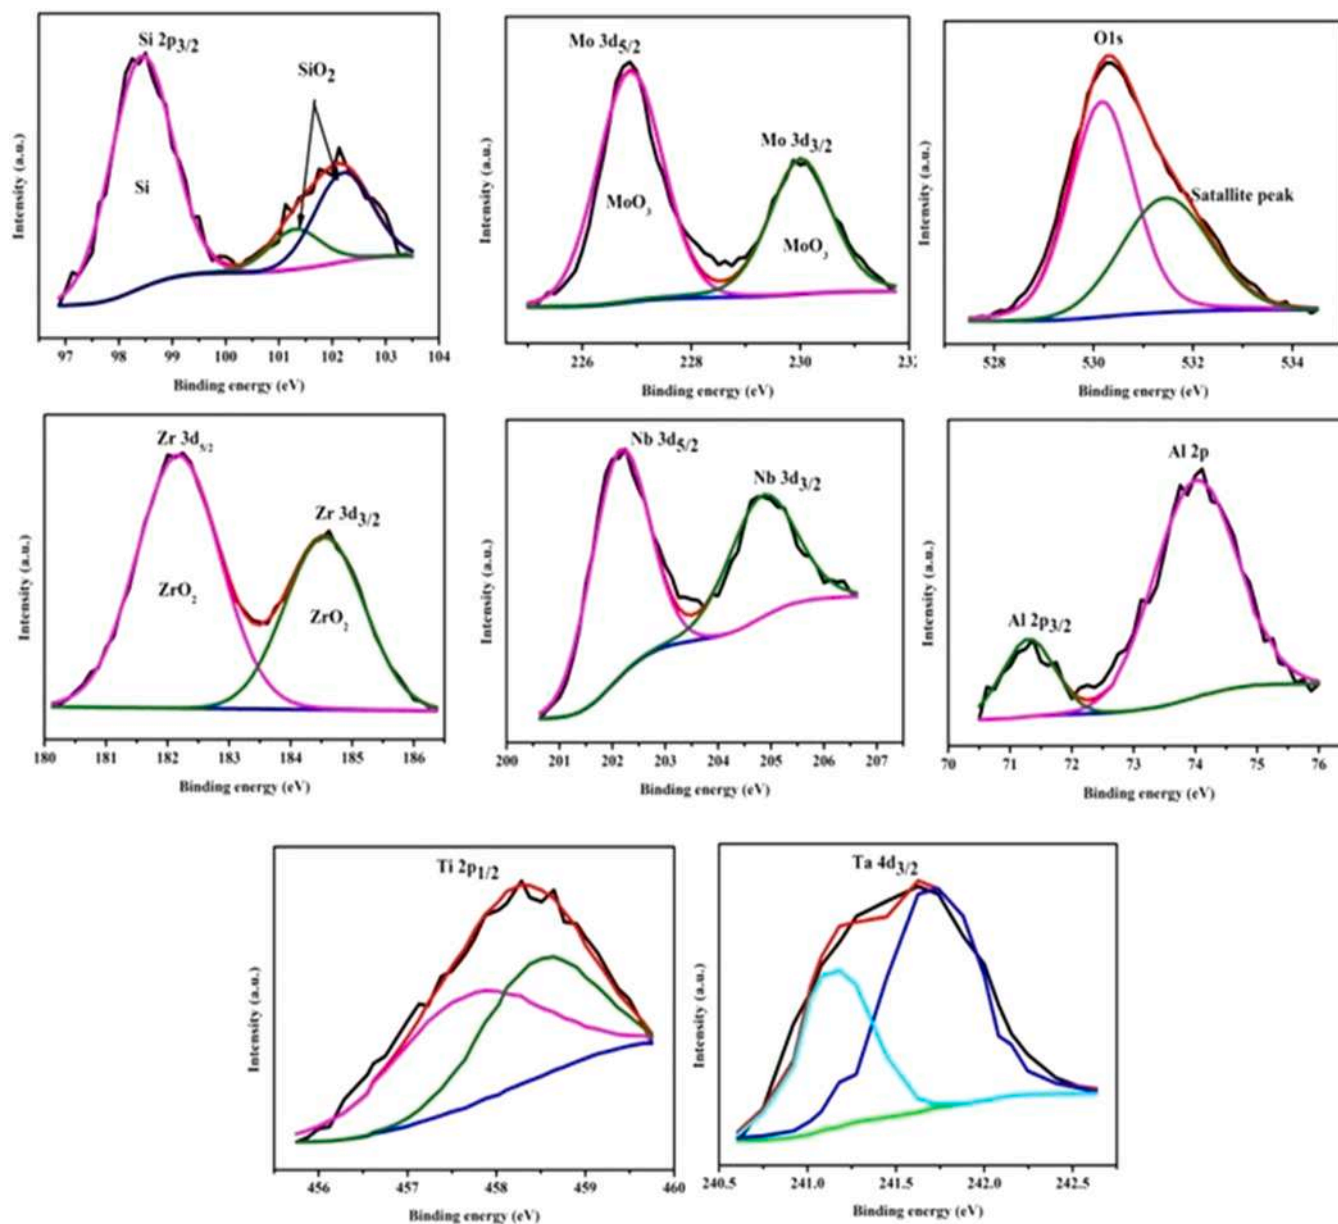 Si 2p3/2
SiO2
Si
Intensity (a.u.)
97 98 99 100 101 102 103 104
Binding energy (eV)
Mo 3d5/2
Mo 3d3/2
MoO3
MoO3
Intensity (a.u.)
226 228 230 232
Binding energy (eV)
O1s
Satallite peak
Intensity (a.u.)
528 530 532 534
Binding energy (eV)
Zr 3d5/2
Zr 3d3/2
ZrO2
ZrO2
Intensity (a.u.)
180 181 182 183 184 185 186
Binding energy (eV)
Nb 3d5/2
Nb 3d3/2
Intensity (a.u.)
200 201 202 203 204 205 206 207
Binding energy (eV)
Al 2p
Al 2p3/2
Intensity (a.u.)
70 71 72 73 74 75 76
Binding energy (eV)
Ti 2p1/2
Intensity (a.u.)
456 457 458 459 460
Binding energy (eV)
Ta 4d3/2
Intensity (a.u.)
240.5 241.0 241.5 242.0 242.5
Binding energy (eV)